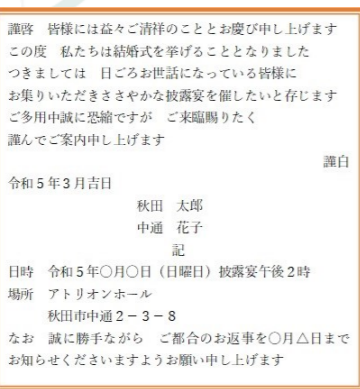 謹啓　皆様には益々ご清祥のこととお慶び申し上げます
この度　私たちは結婚式を挙げることとなりました
つきましては　日ごろお世話になっている皆様に
お集りいただきささやかな披露宴を催したいと存じます
ご多用中誠に恐縮ですが　ご来臨賜りたく
謹んでご案内申し上げます
謹白
令和５年３月吉日
秋田　太郎
中通　花子
記
日時　令和５年〇月〇日（日曜日）披露宴午後２時
場所　アトリオンホール
秋田市中通２－３－８
なお　誠に勝手ながら　ご都合のお返事を〇月△日まで
お知らせくださいますようお願い申し上げます